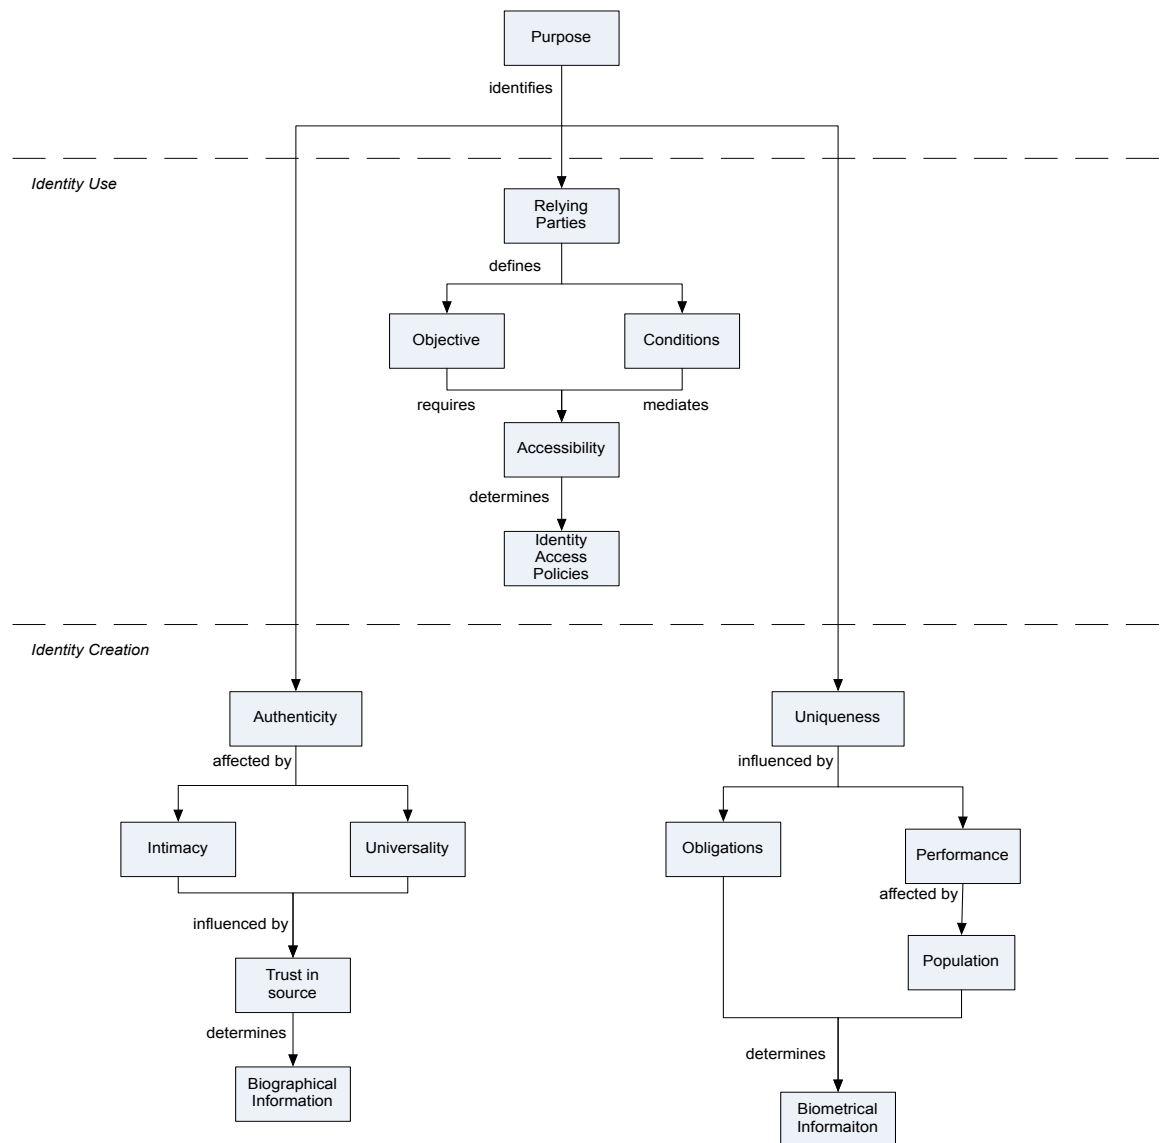 Purpose
identifies
Identity Use
Relying
Parties
defines
Objective
Conditions
requires
mediates
Accessibility
determines
Identity
Access
Policies
Identity Creation
Authenticity
Uniqueness
affected by
influenced by
Intimacy
Universality
Obligations
Performance
affected by
influenced by
Population
Trust in
source
determines
determines
Biographical
Information
Biometrical
Informaiton